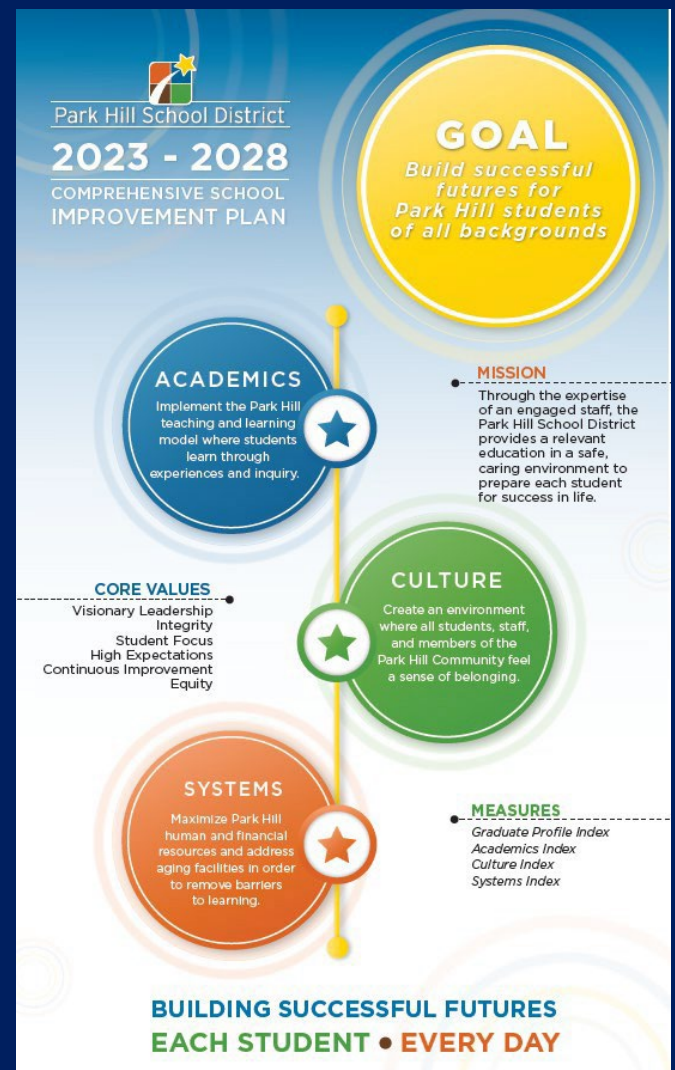 Park Hill School District
2023 - 2028
COMPREHENSIVE SCHOOL
IMPROVEMENT PLAN
GOAL
Build successful
futures for
Park Hill students
of all backgrounds
ACADEMICS
Implement the Park Hill
teaching and learning
model where students
learn through
experiences and inquiry.
MISSION
Through the expertise
of an engaged staff, the
Park Hill School District
provides a relevant
education in a safe,
caring environment to
prepare each student
for success in life.
CORE VALUES
Visionary Leadership
Integrity
Student Focus
High Expectations
Continuous Improvement
Equity
CULTURE
Create an environment
where all students, staff,
and members of the
Park Hill Community feel
a sense of belonging.
SYSTEMS
Maximize Park Hill
human and financial
resources and address
aging facilities in order
to remove barriers
to learning.
MEASURES
Graduate Profile Index
Academics Index
Culture Index
Systems Index
BUILDING SUCCESSFUL FUTURES
EACH STUDENT • EVERY DAY